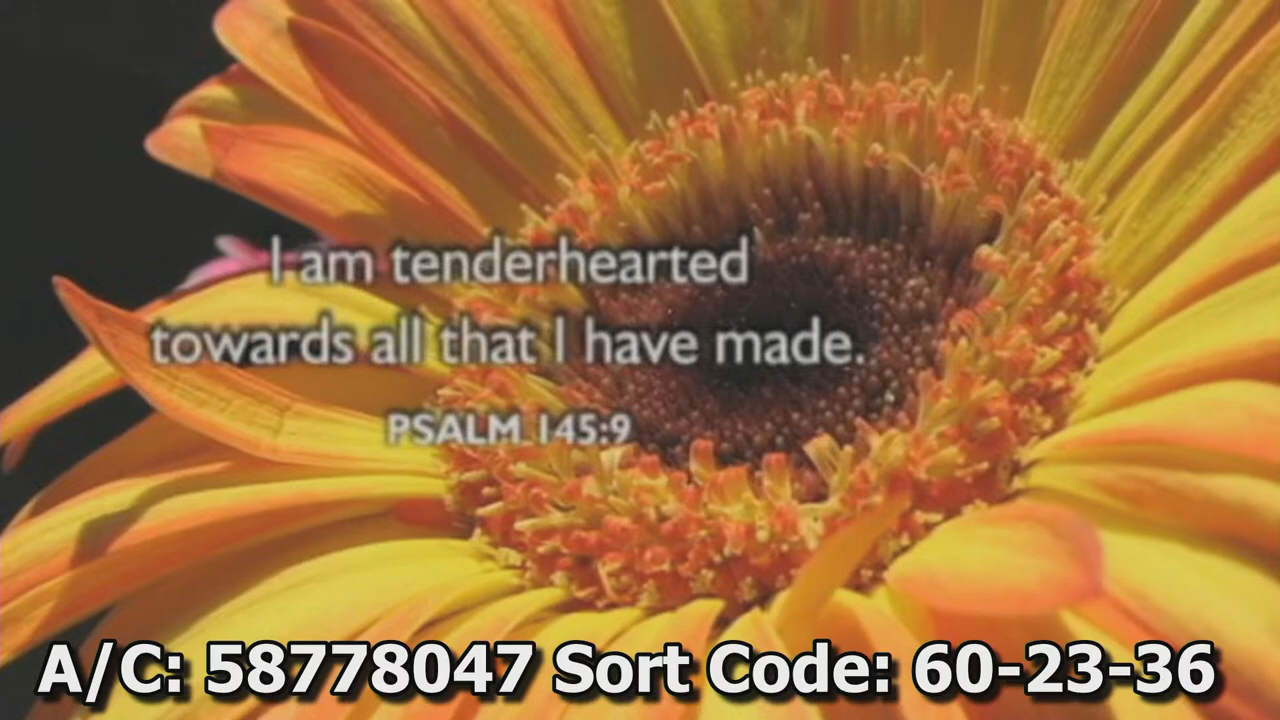 I am tenderhearted
towards all that I have made.
PSALM 145:9
A/C: 58778047 Sort Code: 60-23-36